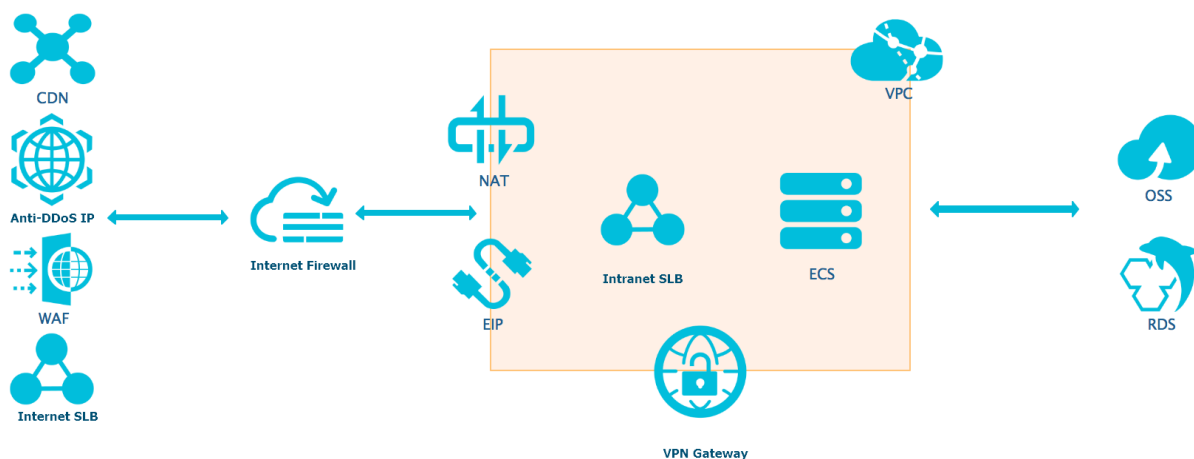 CDN
Anti-DDoS IP
WAF
Internet SLB
Internet Firewall
NAT
EIP
Intranet SLB
ECS
VPC
VPN Gateway
OSS
RDS